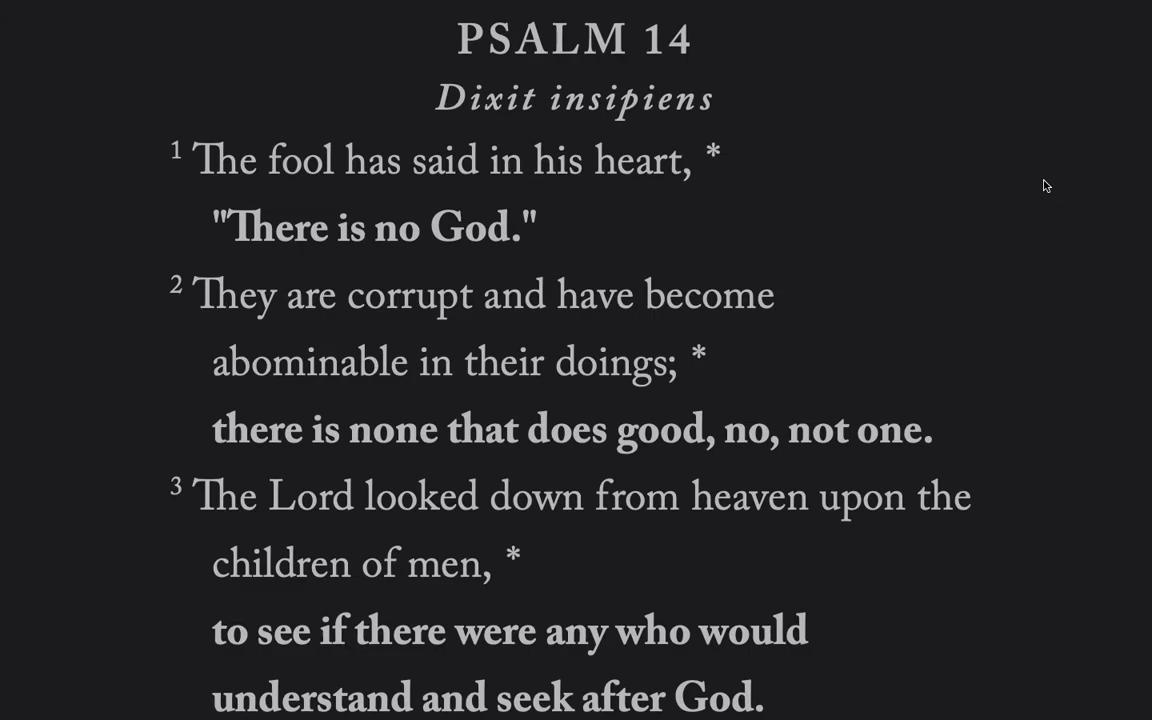 PSALM 14
Dixit insipiens
1 The fool has said in his heart, *
"There is no God."
2 They are corrupt and have become
abominable in their doings; *
there is none that does good, no, not one.
3 The Lord looked down from heaven upon the
children of men, *
to see if there were any who would
understand and seek after God.